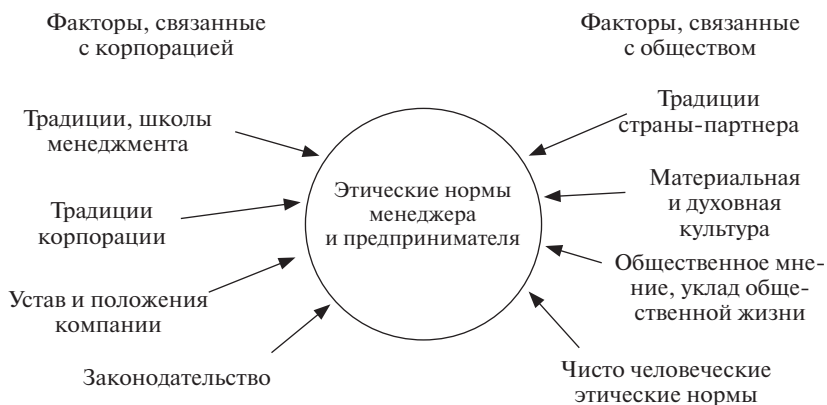 Факторы, связанные
с корпорацией
Традиции, школы
менеджмента
Традиции
корпорации
Устав и положения
компании
Законодательство
Этические нормы
менеджера
и предпринимателя
Факторы, связанные
с обществом
Традиции
страны-партнера
Материальная
и духовная
культура
Общественное мне-
ние, уклад обще-
ственной жизни
Чисто человеческие
этические нормы